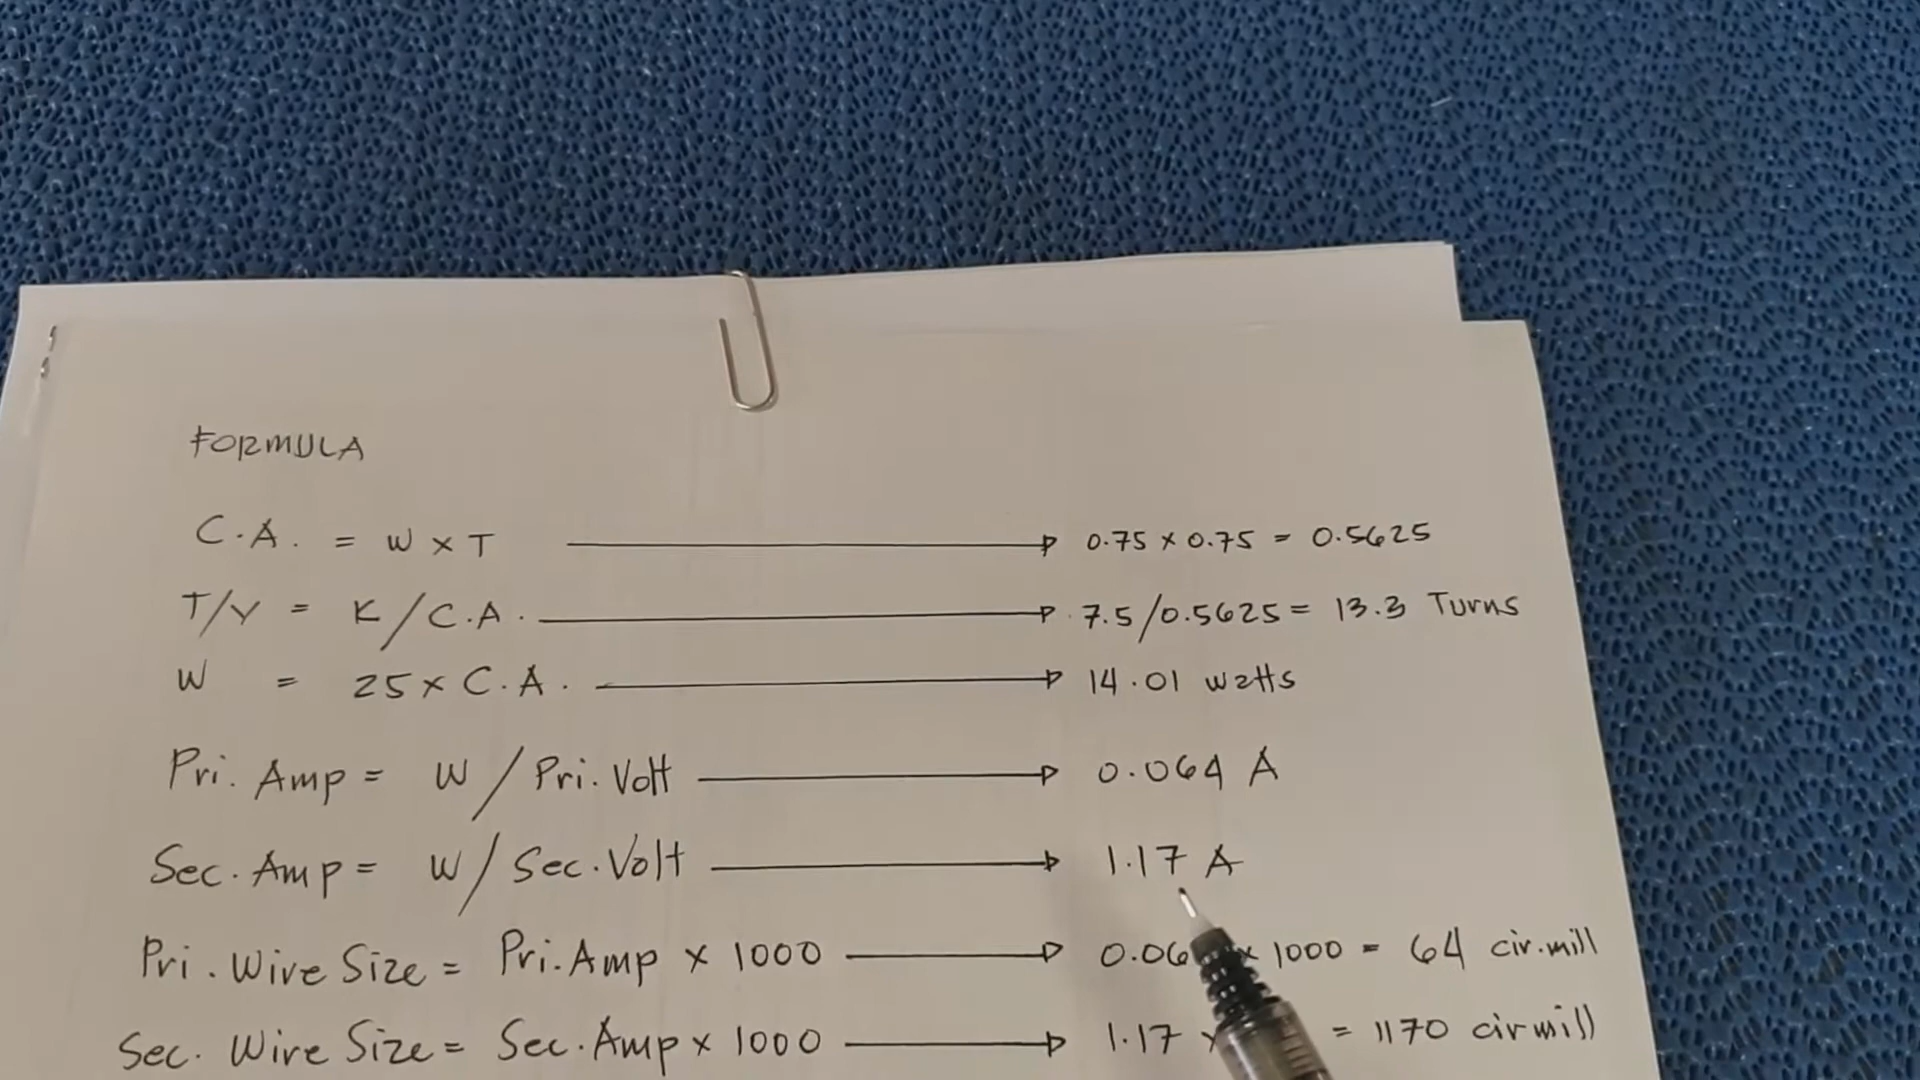 FORMULA
C.A. = W x T → 0.75 x 0.75 = 0.5625
T/V = K/C.A. → 7.5/0.5625 = 13.3 Turns
W = 25 x C.A. → 14.01 watts
Pri. Amp = W / Pri. Volt → 0.064 A
Sec. Amp = W / Sec. Volt → 1.17 A
Pri. Wire Size = Pri. Amp x 1000 → 0.06 x 1000 = 64 cir.mill
Sec. Wire Size = Sec. Amp x 1000 → 1.17 x = 1170 cirmill